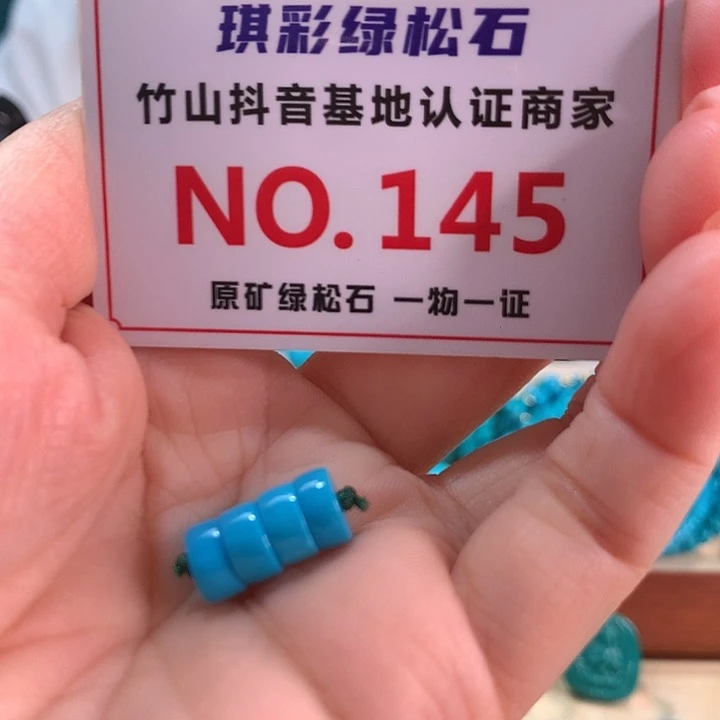 琪彩绿松石
竹山抖音基地认证商家
NO.145
原矿绿松石 一物一证